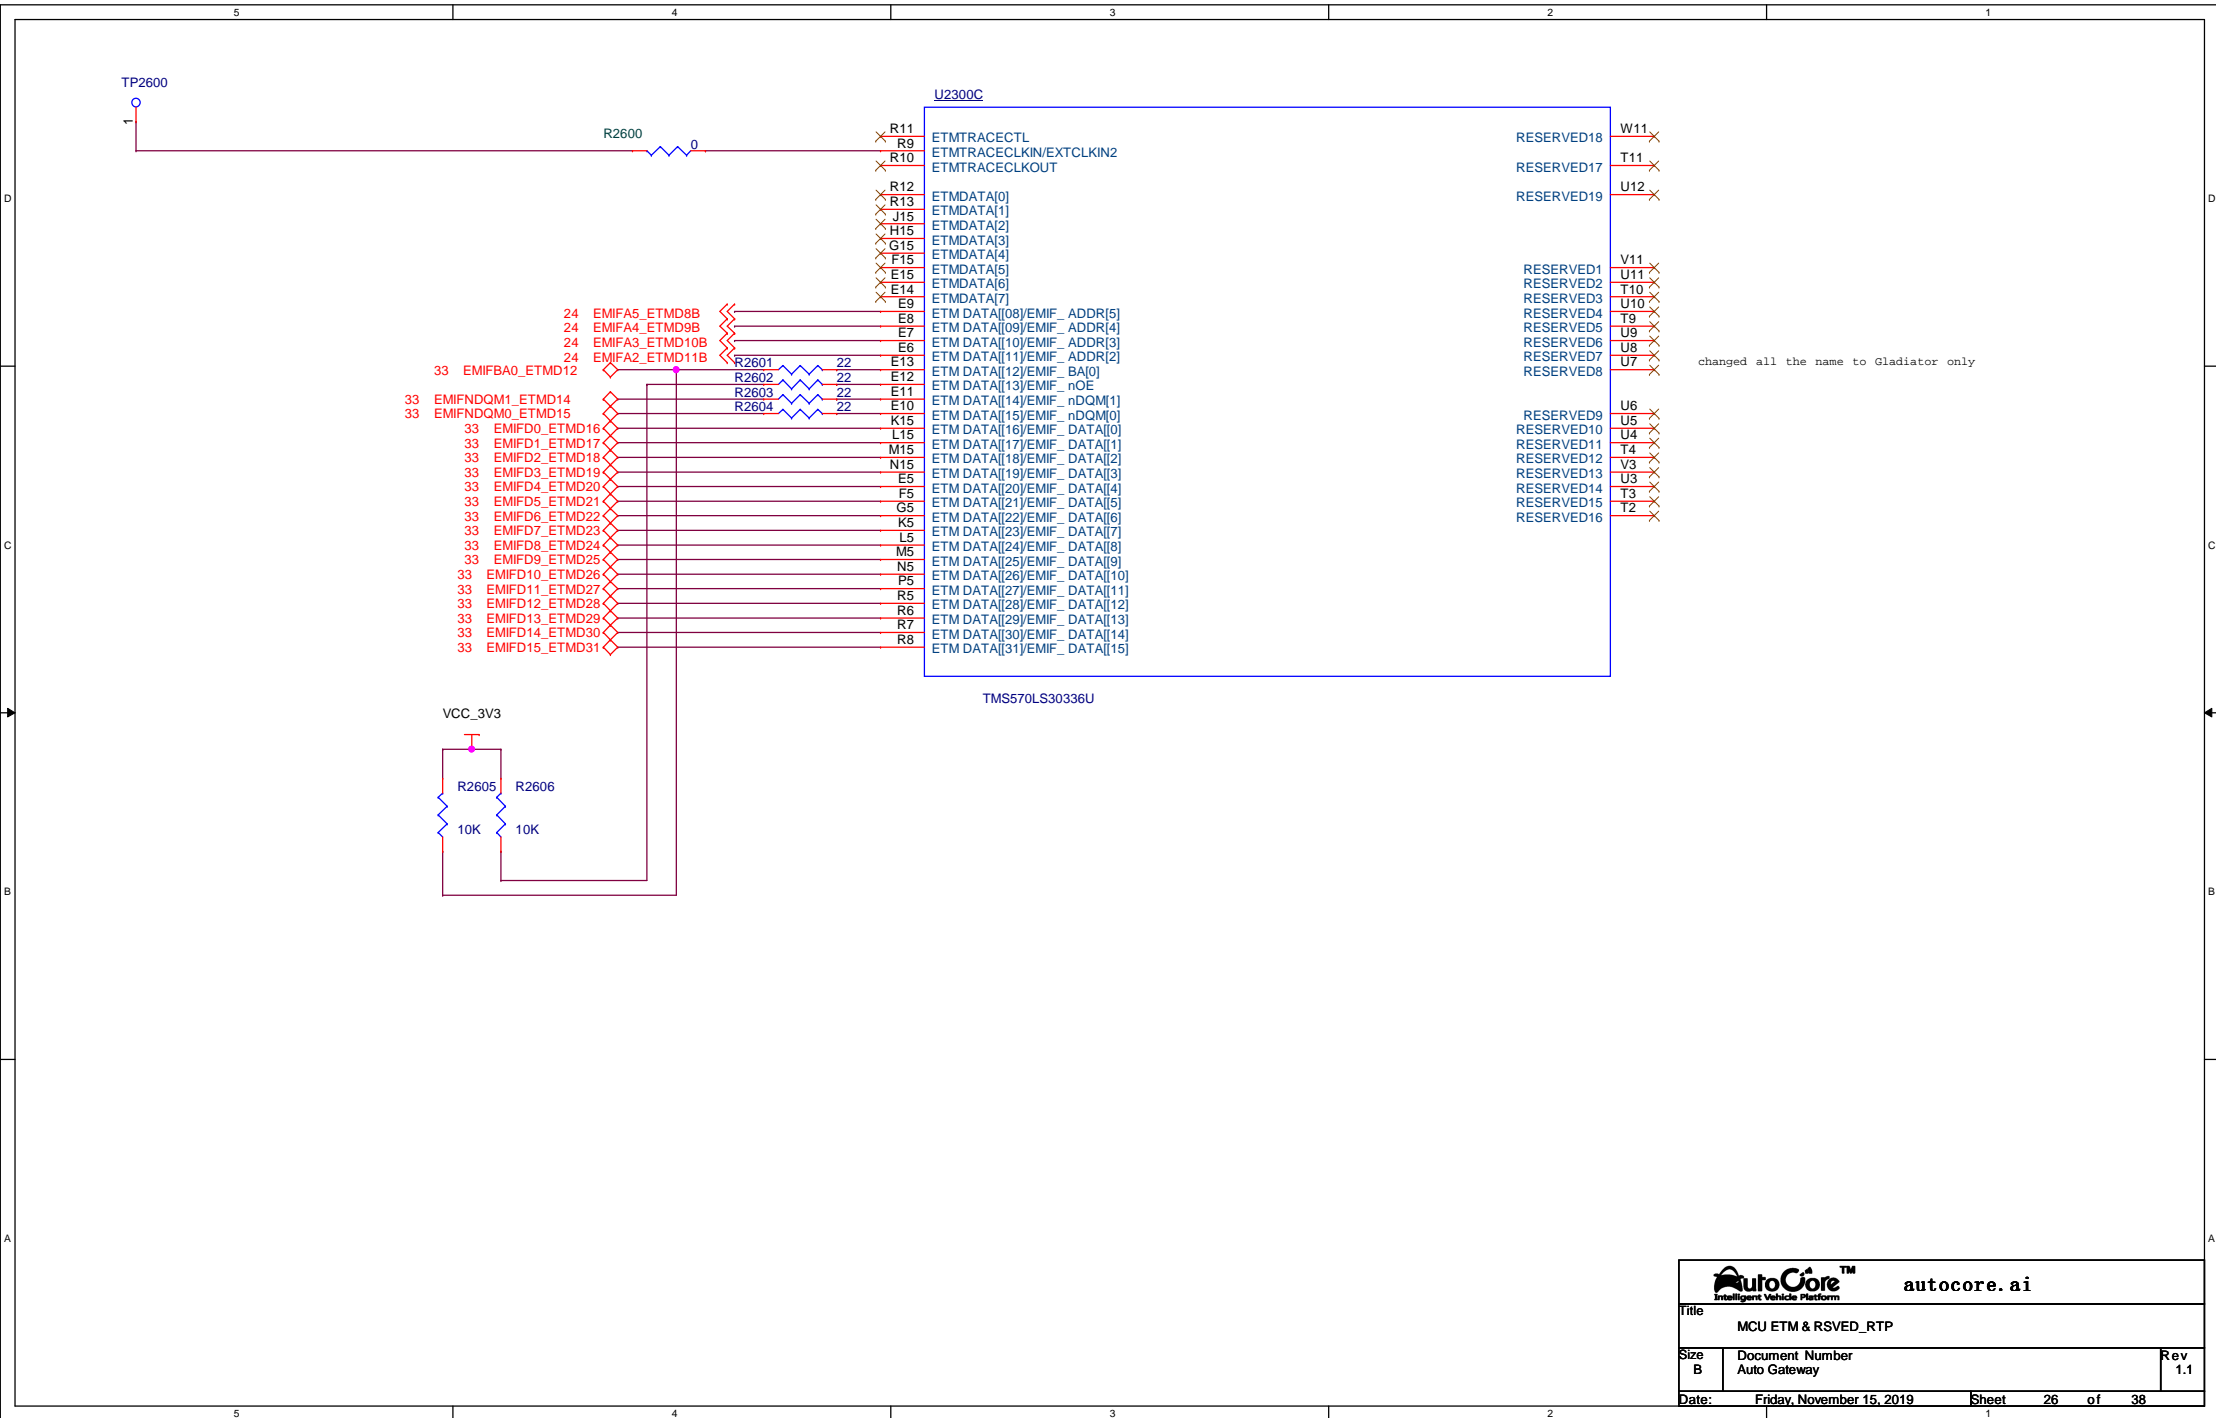 5 4 3 2 1
TP2600
1
U2300C
R2600
0
R11 ETMTRACECTL
R9 ETMTRACECLKIN/EXTCLKIN2
R10 ETMTRACECLKOUT
R12 ETMDATA[0]
R13 ETMDATA[1]
J15 ETMDATA[2]
H15 ETMDATA[3]
G15 ETMDATA[4]
F15 ETMDATA[5]
E15 ETMDATA[6]
E14 ETMDATA[7]
24 EMIFA5_ETMD8B E9 ETM DATA[[08]/EMIF_ ADDR[5]
24 EMIFA4_ETMD9B E8 ETM DATA[[09]/EMIF_ ADDR[4]
24 EMIFA3_ETMD10B E7 ETM DATA[[10]/EMIF_ ADDR[3]
24 EMIFA2_ETMD11B E6 ETM DATA[[11]/EMIF_ ADDR[2]
33 EMIFBA0_ETMD12 R2601 22 E13 ETM DATA[[12]/EMIF_ BA[0]
R2602 22 E12 ETM DATA[[13]/EMIF_ nOE
33 EMIFNDQM1_ETMD14 R2603 22 E11 ETM DATA[[14]/EMIF_ nDQM[1]
33 EMIFNDQM0_ETMD15 R2604 22 E10 ETM DATA[[15]/EMIF_ nDQM[0]
33 EMIFD0_ETMD16 K15 ETM DATA[[16]/EMIF_ DATA[[0]
33 EMIFD1_ETMD17 L15 ETM DATA[[17]/EMIF_ DATA[[1]
33 EMIFD2_ETMD18 M15 ETM DATA[[18]/EMIF_ DATA[[2]
33 EMIFD3_ETMD19 N15 ETM DATA[[19]/EMIF_ DATA[[3]
33 EMIFD4_ETMD20 E5 ETM DATA[[20]/EMIF_ DATA[[4]
33 EMIFD5_ETMD21 F5 ETM DATA[[21]/EMIF_ DATA[[5]
33 EMIFD6_ETMD22 G5 ETM DATA[[22]/EMIF_ DATA[[6]
33 EMIFD7_ETMD23 K5 ETM DATA[[23]/EMIF_ DATA[[7]
33 EMIFD8_ETMD24 L5 ETM DATA[[24]/EMIF_ DATA[[8]
33 EMIFD9_ETMD25 M5 ETM DATA[[25]/EMIF_ DATA[[9]
33 EMIFD10_ETMD26 N5 ETM DATA[[26]/EMIF_ DATA[[10]
33 EMIFD11_ETMD27 P5 ETM DATA[[27]/EMIF_ DATA[[11]
33 EMIFD12_ETMD28 R5 ETM DATA[[28]/EMIF_ DATA[[12]
33 EMIFD13_ETMD29 R6 ETM DATA[[29]/EMIF_ DATA[[13]
33 EMIFD14_ETMD30 R7 ETM DATA[[30]/EMIF_ DATA[[14]
33 EMIFD15_ETMD31 R8 ETM DATA[[31]/EMIF_ DATA[[15]
RESERVED18 W11
RESERVED17 T11
RESERVED19 U12
RESERVED1 V11
RESERVED2 U11
RESERVED3 T10
RESERVED4 U10
RESERVED5 T9
RESERVED6 U9
RESERVED7 U8
RESERVED8 U7
RESERVED9 U6
RESERVED10 U5
RESERVED11 U4
RESERVED12 T4
RESERVED13 V3
RESERVED14 U3
RESERVED15 T3
RESERVED16 T2
changed all the name to Gladiator only
TMS570LS30336U
VCC_3V3
R2605 R2606
10K 10K
D D
C C
B B
A A
AutoCore TM autocore.ai
Intelligent Vehicle Platform
Title
MCU ETM & RSVED_RTP
Size Document Number Rev
B Auto Gateway 1.1
Date: Friday, November 15, 2019 Sheet 26 of 38
5 4 3 2 1